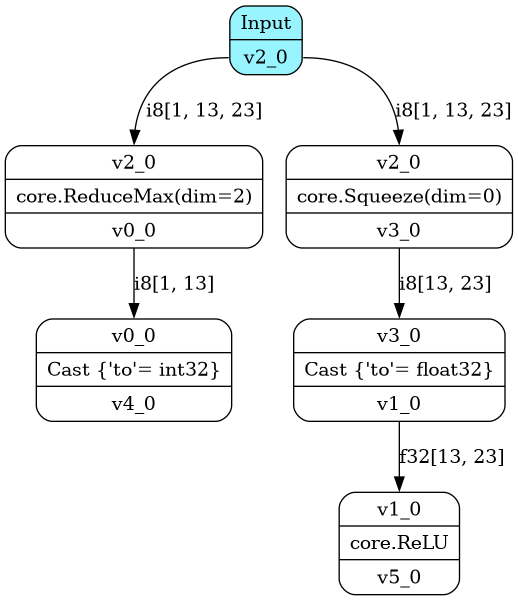 Input
v2_0
i8[1, 13, 23]
i8[1, 13, 23]
v2_0
core.ReduceMax(dim=2)
v0_0
v2_0
core.Squeeze(dim=0)
v3_0
i8[1, 13]
i8[13, 23]
v0_0
Cast {'to'= int32}
v4_0
v3_0
Cast {'to'= float32}
v1_0
f32[13, 23]
v1_0
core.ReLU
v5_0